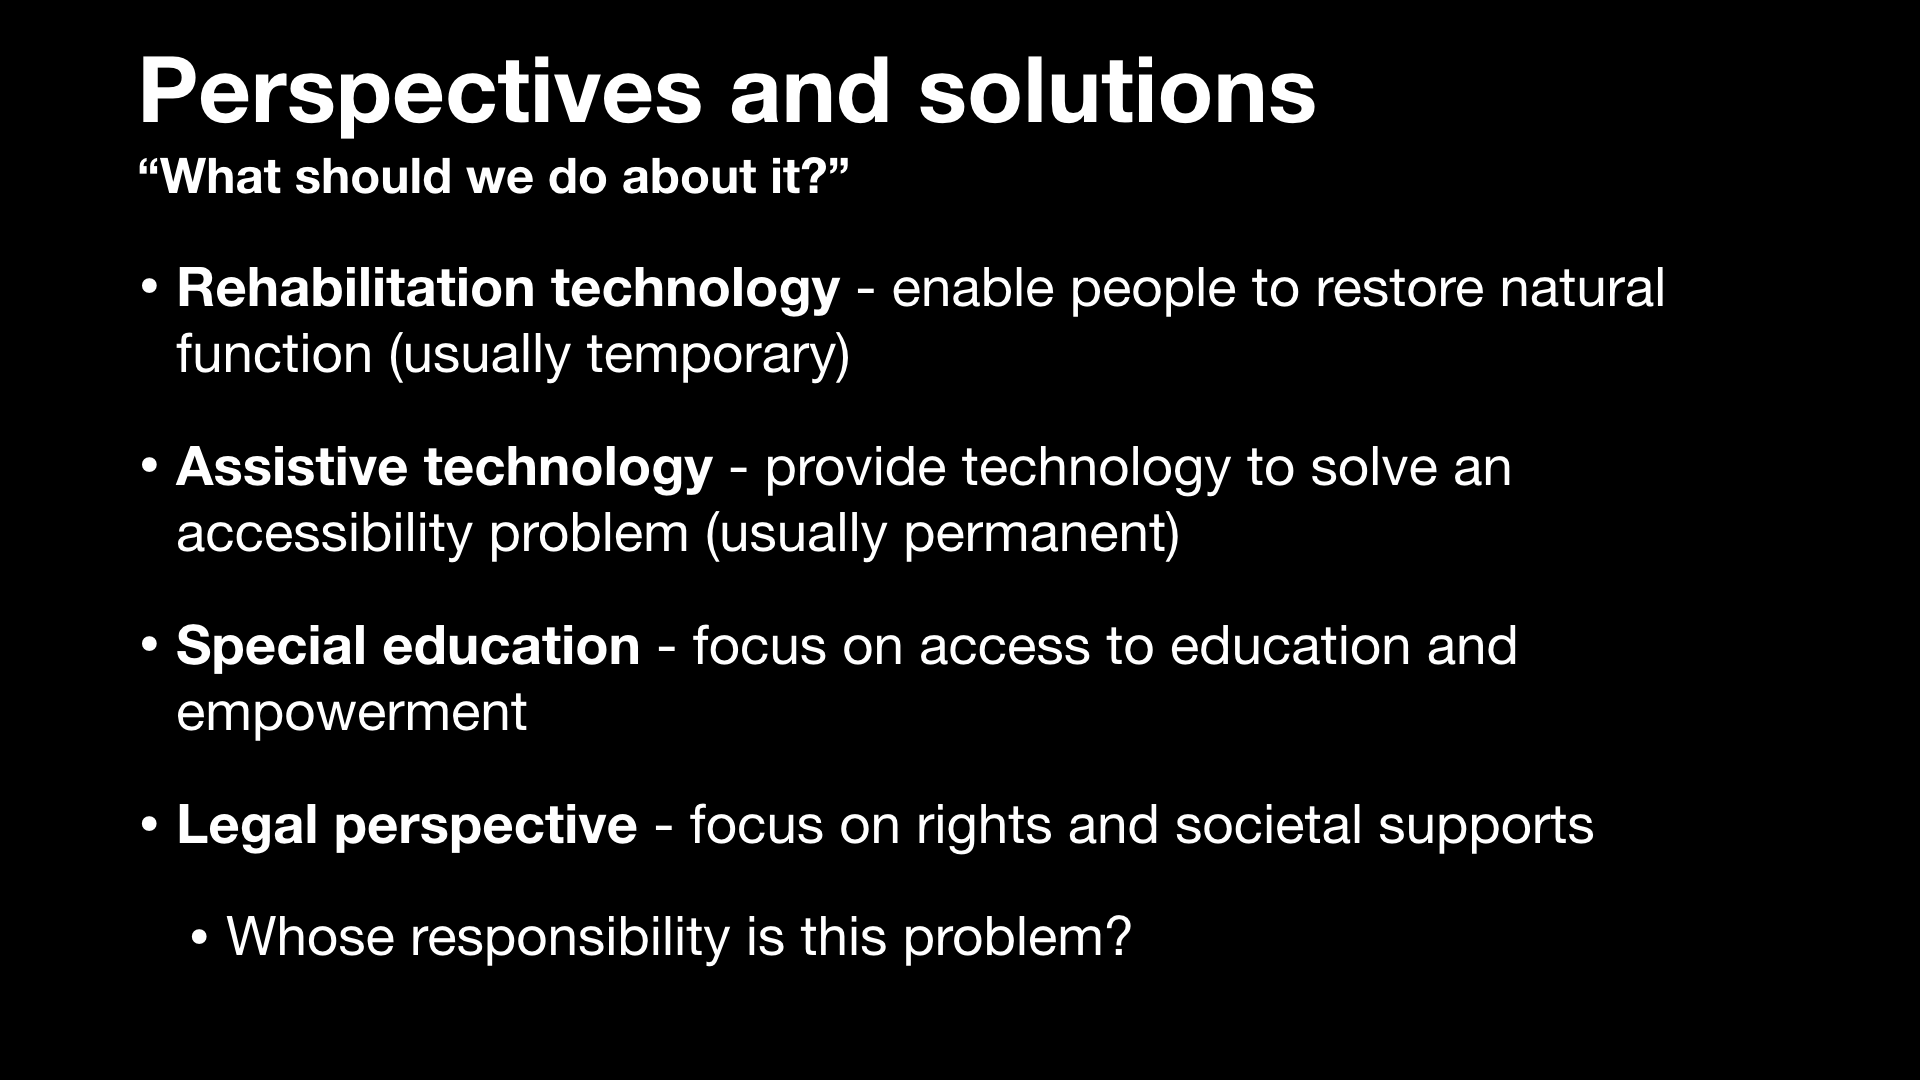 Perspectives and solutions
“What should we do about it?”
• Rehabilitation technology - enable people to restore natural
function (usually temporary)
• Assistive technology - provide technology to solve an
accessibility problem (usually permanent)
• Special education - focus on access to education and
empowerment
• Legal perspective - focus on rights and societal supports
• Whose responsibility is this problem?